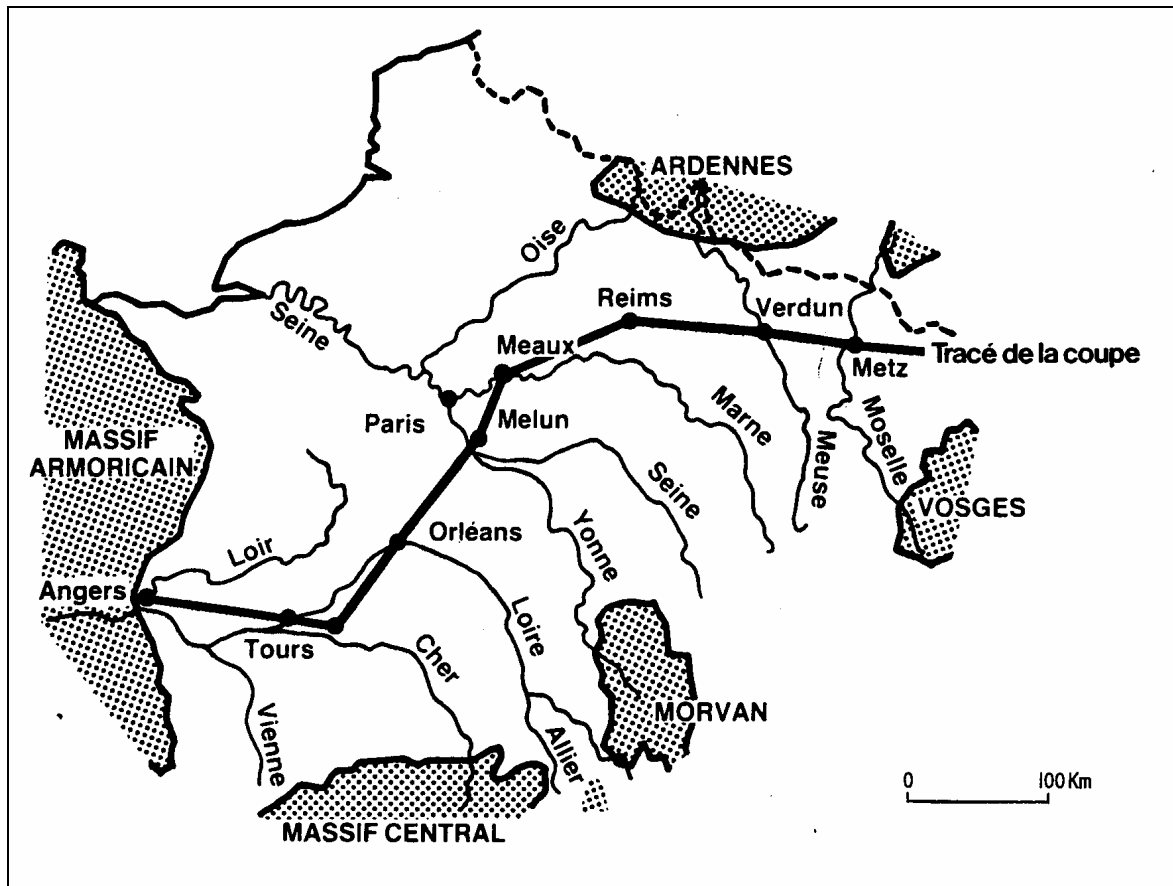 ARDENNES
Oise
Seine
Reims
Verdun
Meaux
Tracé de la coupe
Metz
Paris
Melun
Marne
Meuse
Moselle
MASSIF
ARMORICAIN
Seine
VOSGES
Orléans
Yonne
Loir
Angers
Loire
Tours
Cher
Vienne
MORVAN
Allier
0 100 Km
MASSIF CENTRAL